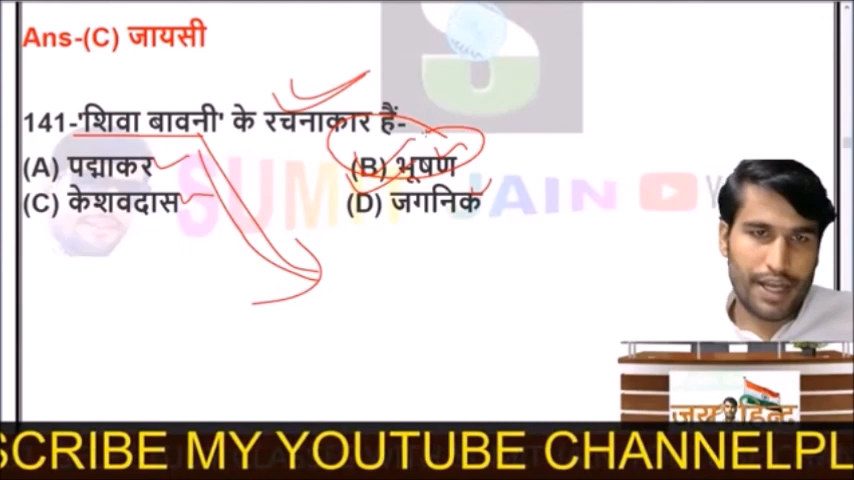 Ans-(C) जायसी
141-'शिवा बावनी' के रचनाकार हैं-
(A) पद्माकर (B) भूषण
(C) केशवदास (D) जगनिक
SUMIT JAIN
जय हिन्द
SCRIBE MY YOUTUBE CHANNELPL